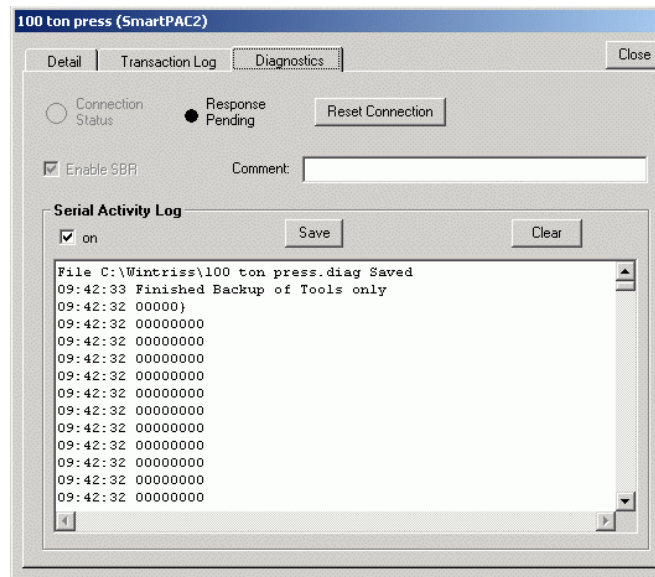 100 ton press (SmartPAC2)
Detail Transaction Log Diagnostics Close
Connection Status
Response Pending
Reset Connection
Enable SBR
Comment:
Serial Activity Log
on
Save
Clear
File C:\Wintriss\100 ton press.diag Saved
09:42:33 Finished Backup of Tools only
09:42:32 00000}
09:42:32 00000000
09:42:32 00000000
09:42:32 00000000
09:42:32 00000000
09:42:32 00000000
09:42:32 00000000
09:42:32 00000000
09:42:32 00000000
09:42:32 00000000
09:42:32 00000000
09:42:32 00000000